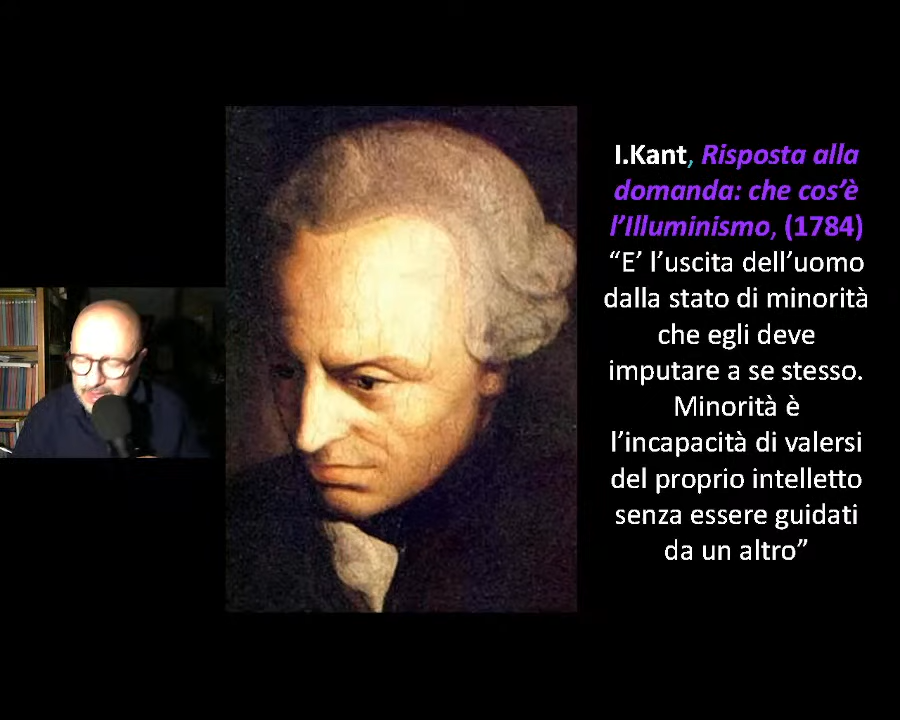 I.Kant, Risposta alla
domanda: che cos’è
l’Illuminismo, (1784)
“E’ l’uscita dell’uomo
dalla stato di minorità
che egli deve
imputare a se stesso.
Minorità è
l’incapacità di valersi
del proprio intelletto
senza essere guidati
da un altro”